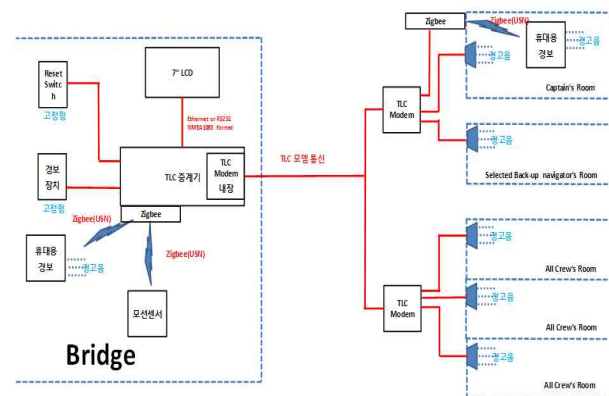 Zigbee
Zigbee(USN)
휴대용
경보
경고음
경고음
Captain's Room
Reset
Switc
h
고정형
7" LCD
Ethernet or RS232
NMEA1083 Format
TLC
Modem
경고음
Selected Back-up navigator's Room
경보
장치
고정형
TLC 중계기
TLC
Modem
내장
TLC 모뎀 통신
Zigbee
Zigbee(USN)
Zigbee(USN)
휴대용
경보
경고음
모션센서
Bridge
경고음
All Crew's Room
TLC
Modem
경고음
All Crew's Room
경고음
All Crew's Room